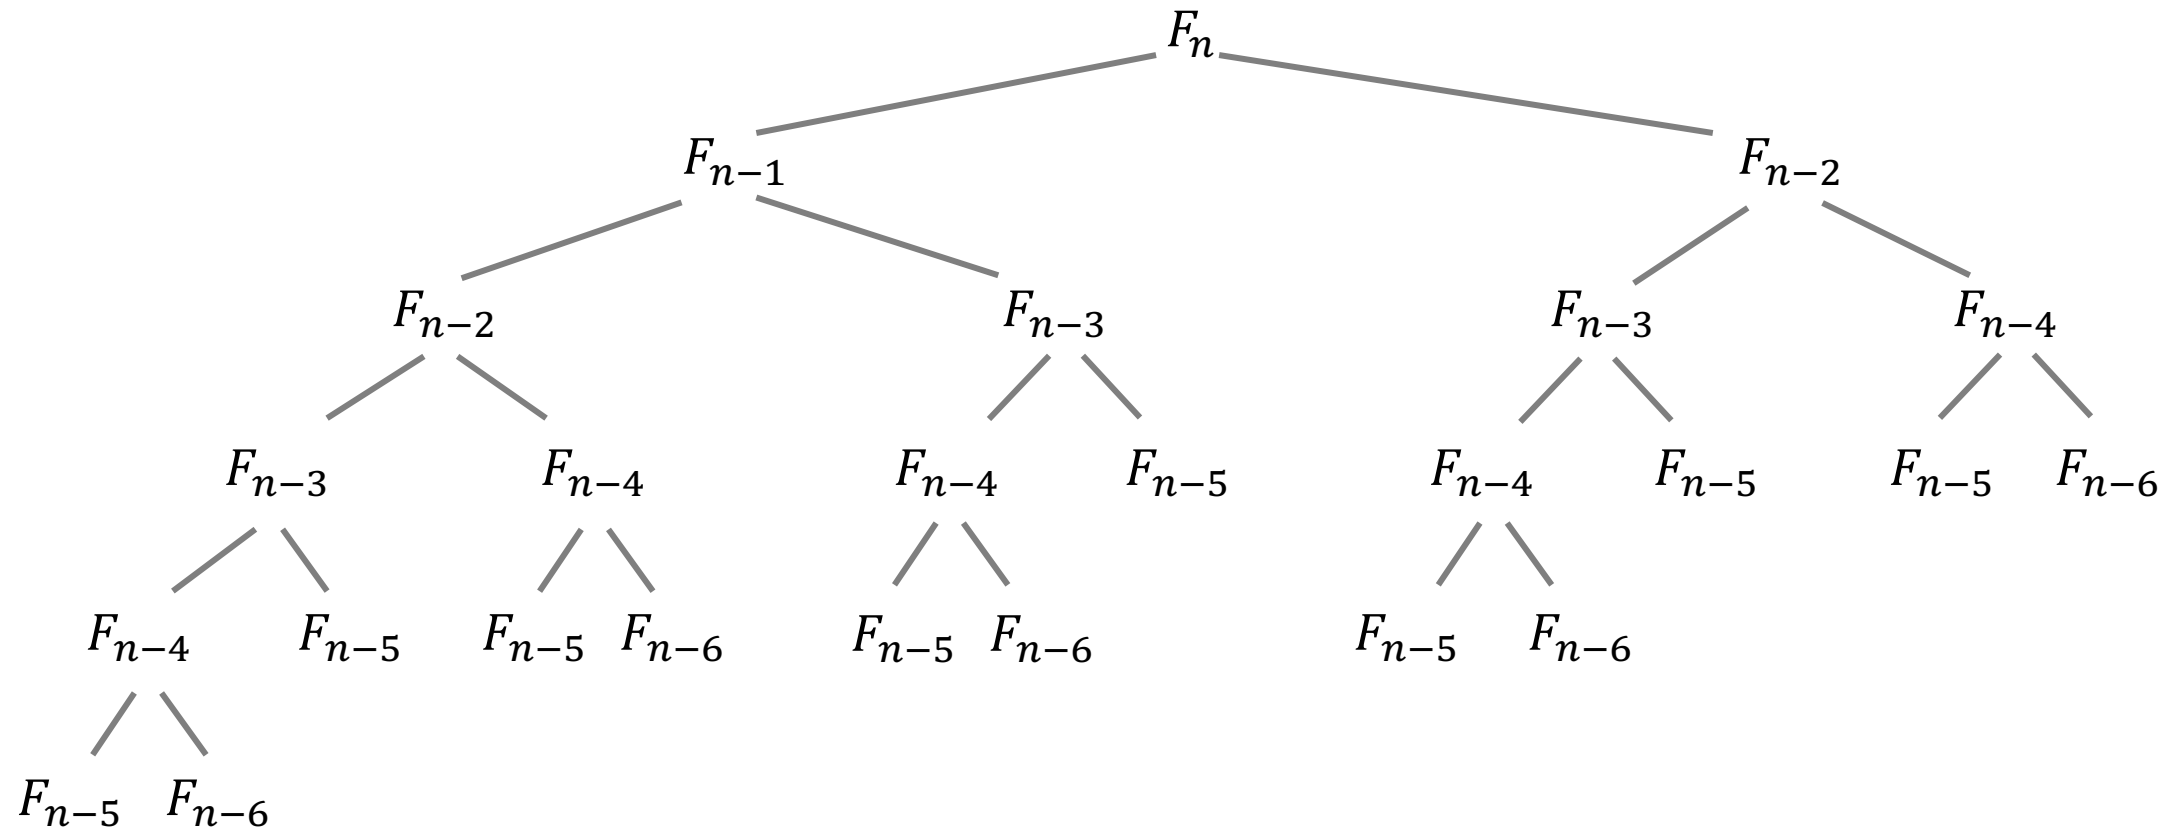 Fₙ
Fₙ₋₁ Fₙ₋₂
Fₙ₋₂ Fₙ₋₃ Fₙ₋₃ Fₙ₋₄
Fₙ₋₃ Fₙ₋₄ Fₙ₋₄ Fₙ₋₅ Fₙ₋₄ Fₙ₋₅ Fₙ₋₅ Fₙ₋₆
Fₙ₋₄ Fₙ₋₅ Fₙ₋₅ Fₙ₋₆ Fₙ₋₅ Fₙ₋₆ Fₙ₋₅ Fₙ₋₆
Fₙ₋₅ Fₙ₋₆